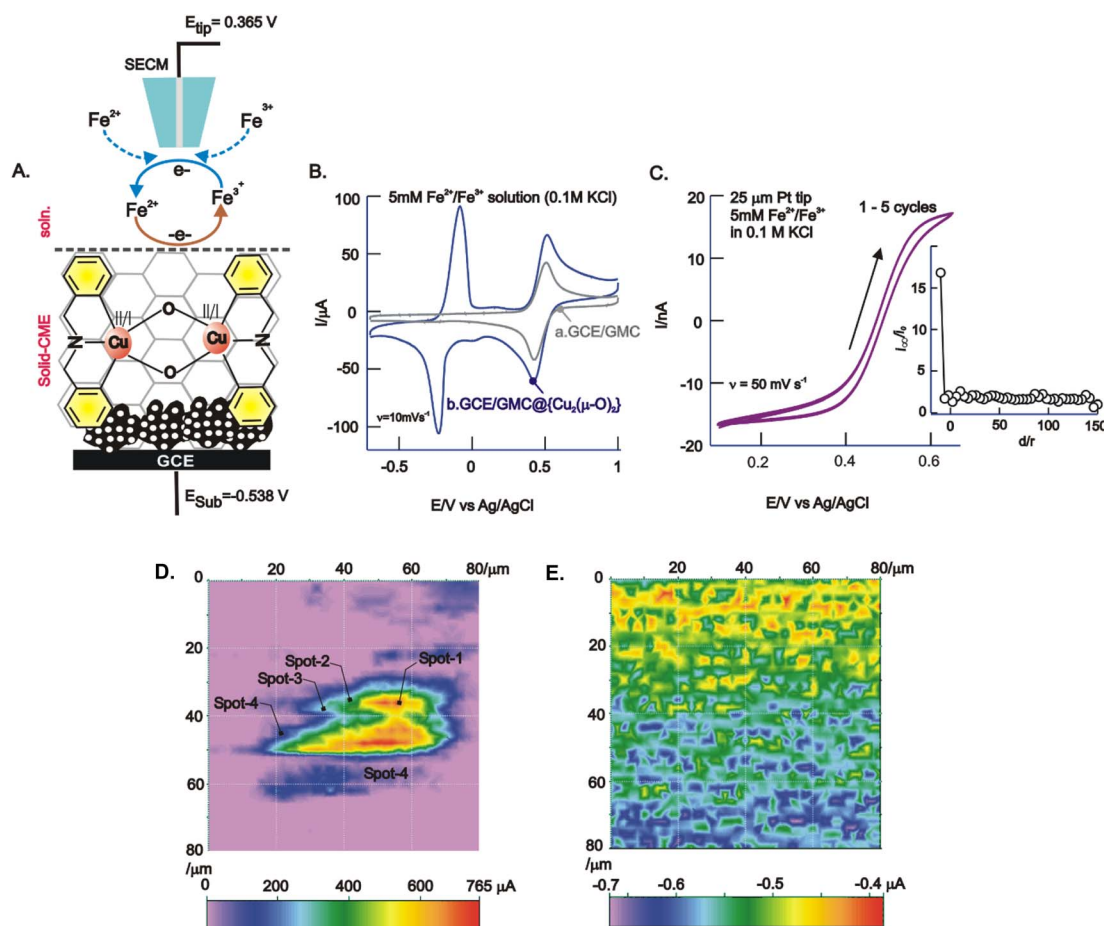 E_tip= 0.365 V
SECM
Fe²⁺
Fe³⁺
A.
e-
Fe²⁺
Fe³⁺
-e-
soln.
Solid-CME
II/I
II/I
O
N
Cu
Cu
N
O
GCE
E_Sub=-0.538 V
B.
5mM Fe²⁺/Fe³⁺ solution (0.1M KCl)
100
50
0
-50
-100
I/µA
a.GCE/GMC
b.GCE/GMC@{Cu₂(µ-O)₂}
ν=10mVs⁻¹
-0.5
0
0.5
1
E/V vs Ag/AgCl
C.
20
10
0
-10
-20
I/nA
25 µm Pt tip
5mM Fe²⁺/Fe³⁺
in 0.1 M KCl
1 - 5 cycles
ν = 50 mV s⁻¹
0.2
0.4
0.6
E/V vs Ag/AgCl
15
10
5
0
I∞/I₀
0
50
100
150
d/r
D.
20
40
60
80/µm
0
20
40
60
80
/µm
Spot-1
Spot-2
Spot-3
Spot-4
Spot-4
0
200
400
600
765 µA
E.
20
40
60
80/µm
0
20
40
60
80
/µm
-0.7
-0.6
-0.5
-0.4
µA